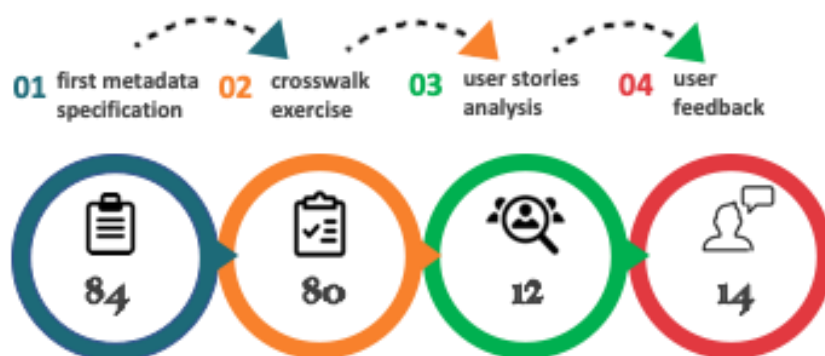 01 first metadata
specification
02 crosswalk
exercise
03 user stories
analysis
04 user
feedback
84
80
12
14